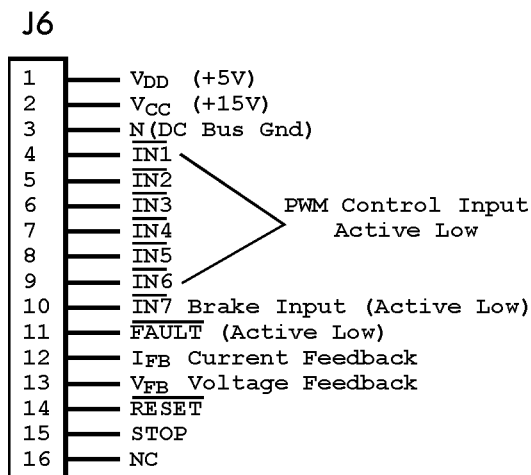 J6
1 VDD (+5V)
2 VCC (+15V)
3 N(DC Bus Gnd)
4 IN1
5 IN2
6 IN3
7 IN4
8 IN5
9 IN6
PWM Control Input
Active Low
10 IN7 Brake Input (Active Low)
11 FAULT (Active Low)
12 IFB Current Feedback
13 VFB Voltage Feedback
14 RESET
15 STOP
16 NC